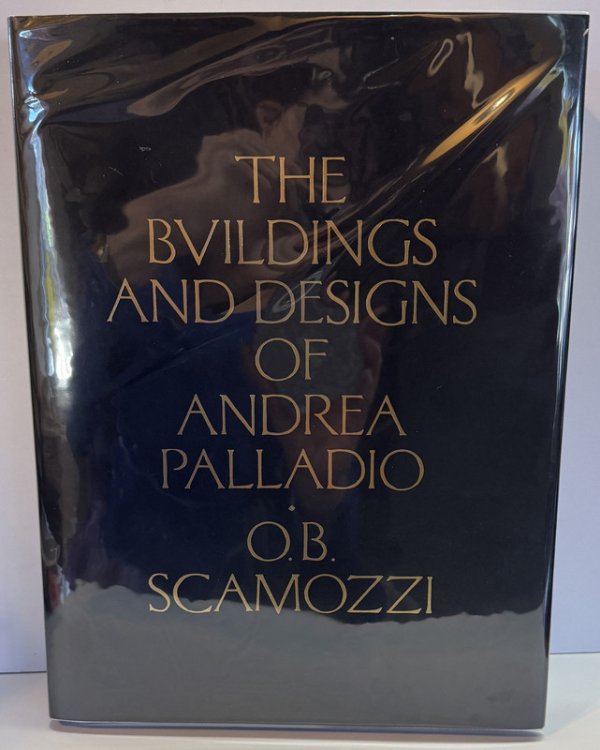 THE
BVILDINGS
AND DESIGNS
OF
ANDREA
PALLADIO
·
O.B.
SCAMOZZI